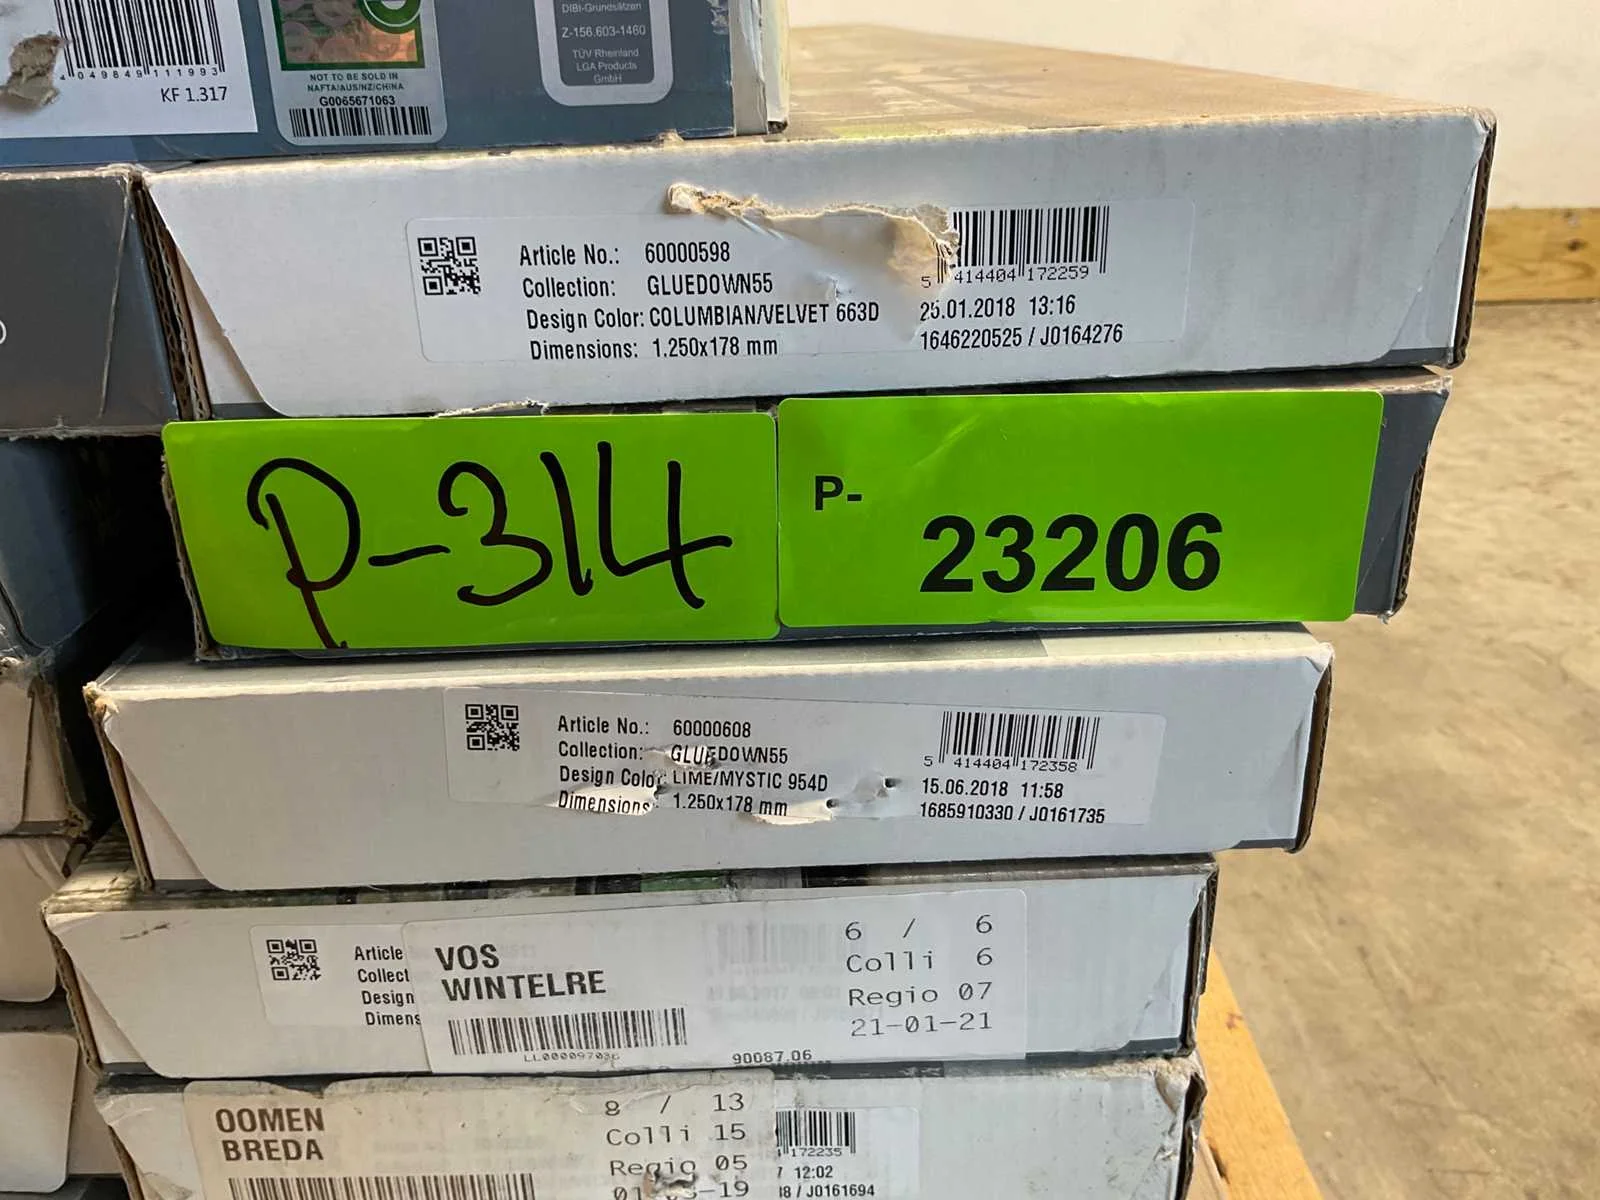 4 049849 111993
KF 1.317
NOT TO BE SOLD IN
NAFTA/AUS/NZ/CHINA
G0065671063
DIBt-Grundsätzen
Z-156.603-1460
TÜV Rheinland
LGA Products
GmbH
Article No.: 60000598
Collection: GLUEDOWN55
Design Color: COLUMBIAN/VELVET 663D
Dimensions: 1.250x178 mm
5 414404 172259
25.01.2018 13:16
1646220525 / J0164276
P-314
P-
23206
Article No.: 60000608
Collection: GLUEDOWN55
Design Color: LIME/MYSTIC 954D
Dimensions: 1.250x178 mm
5 414404 172358
15.06.2018 11:58
1685910330 / J0161735
Article
Collect
Design
Dimens
VOS
WINTELRE
90087.06
6 / 6
Colli 6
Regio 07
21-01-21
OOMEN
BREDA
8 / 13
Colli 15
Regio 05
172235
12:02
/ J0161694